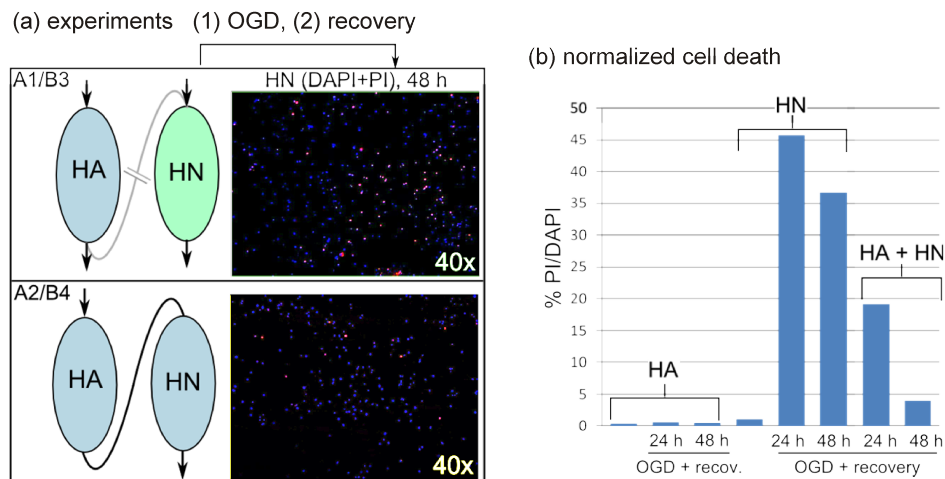 (a) experiments (1) OGD, (2) recovery
A1/B3
HN (DAPI+PI), 48 h
HA
HN
40x
A2/B4
HA
HN
40x
(b) normalized cell death
% PI/DAPI
50
45
40
35
30
25
20
15
10
5
0
HN
HA + HN
HA
24 h 48 h 24 h 48 h 24 h 48 h
OGD + recov. OGD + recovery